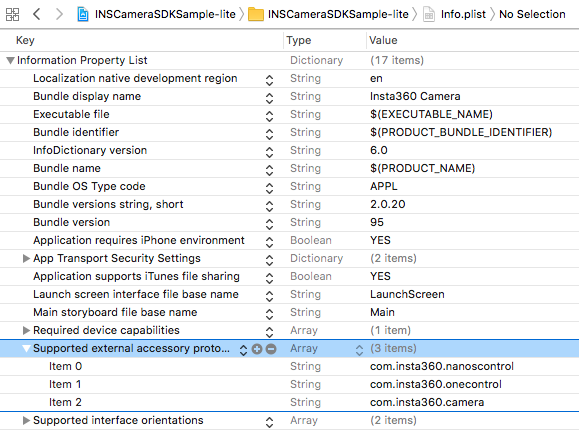 INSCameraSDKSample-lite INSCameraSDKSample-lite Info.plist No Selection
Key Type Value
Information Property List Dictionary (17 items)
Localization native development region String en
Bundle display name String Insta360 Camera
Executable file String $(EXECUTABLE_NAME)
Bundle identifier String $(PRODUCT_BUNDLE_IDENTIFIER)
InfoDictionary version String 6.0
Bundle name String $(PRODUCT_NAME)
Bundle OS Type code String APPL
Bundle versions string, short String 2.0.20
Bundle version String 95
Application requires iPhone environment Boolean YES
App Transport Security Settings Dictionary (2 items)
Application supports iTunes file sharing Boolean YES
Launch screen interface file base name String LaunchScreen
Main storyboard file base name String Main
Required device capabilities Array (1 item)
Supported external accessory proto... Array (3 items)
Item 0 String com.insta360.nanoscontrol
Item 1 String com.insta360.onecontrol
Item 2 String com.insta360.camera
Supported interface orientations Array (2 items)